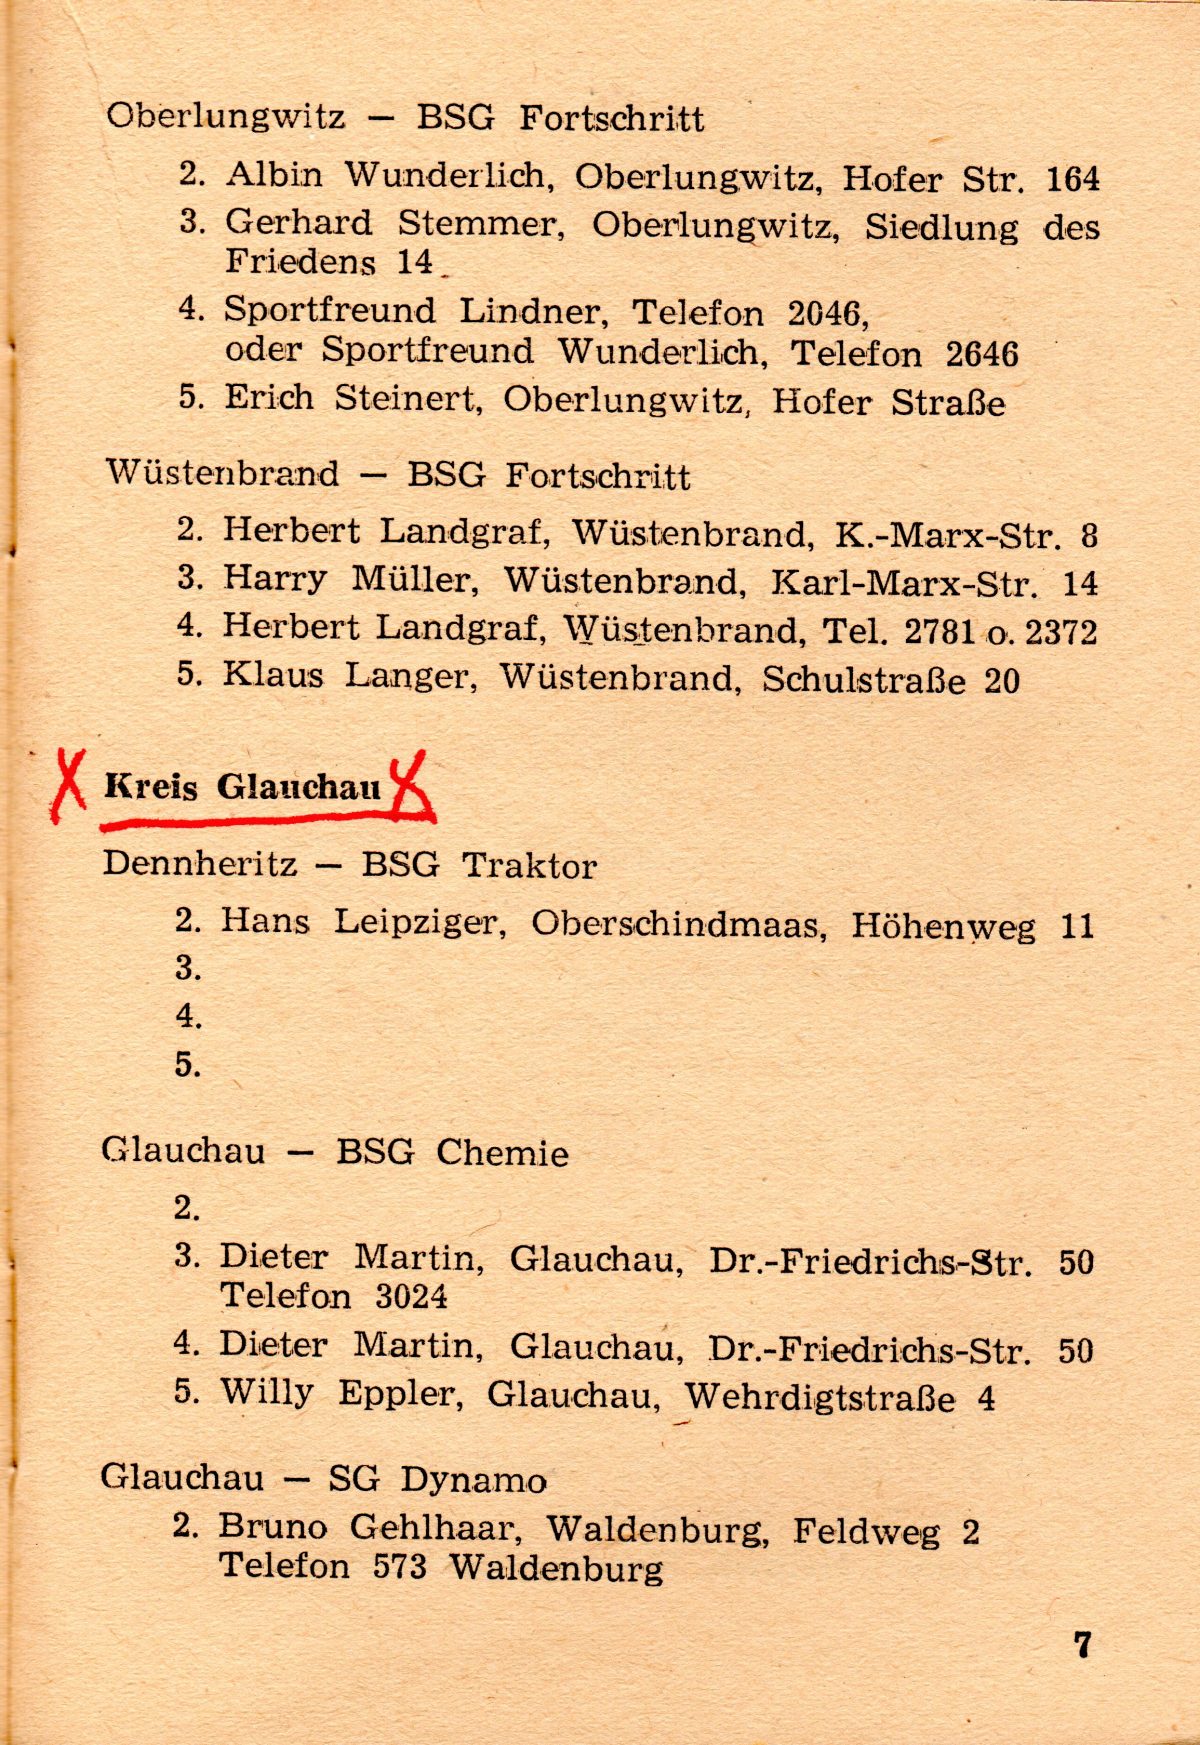 Oberlungwitz — BSG Fortschritt
2. Albin Wunderlich, Oberlungwitz, Hofer Str. 164
3. Gerhard Stemmer, Oberlungwitz, Siedlung des
Friedens 14
4. Sportfreund Lindner, Telefon 2046,
oder Sportfreund Wunderlich, Telefon 2646
5. Erich Steinert, Oberlungwitz, Hofer Straße
Wüstenbrand — BSG Fortschritt
2. Herbert Landgraf, Wüstenbrand, K.-Marx-Str. 8
3. Harry Müller, Wüstenbrand, Karl-Marx-Str. 14
4. Herbert Landgraf, Wüstenbrand, Tel. 2781 o. 2372
5. Klaus Langer, Wüstenbrand, Schulstraße 20
X Kreis Glauchau X
Dennheritz — BSG Traktor
2. Hans Leipziger, Oberschindmaas, Höhenweg 11
3.
4.
5.
Glauchau — BSG Chemie
2.
3. Dieter Martin, Glauchau, Dr.-Friedrichs-Str. 50
Telefon 3024
4. Dieter Martin, Glauchau, Dr.-Friedrichs-Str. 50
5. Willy Eppler, Glauchau, Wehrdigtstraße 4
Glauchau — SG Dynamo
2. Bruno Gehlhaar, Waldenburg, Feldweg 2
Telefon 573 Waldenburg
7